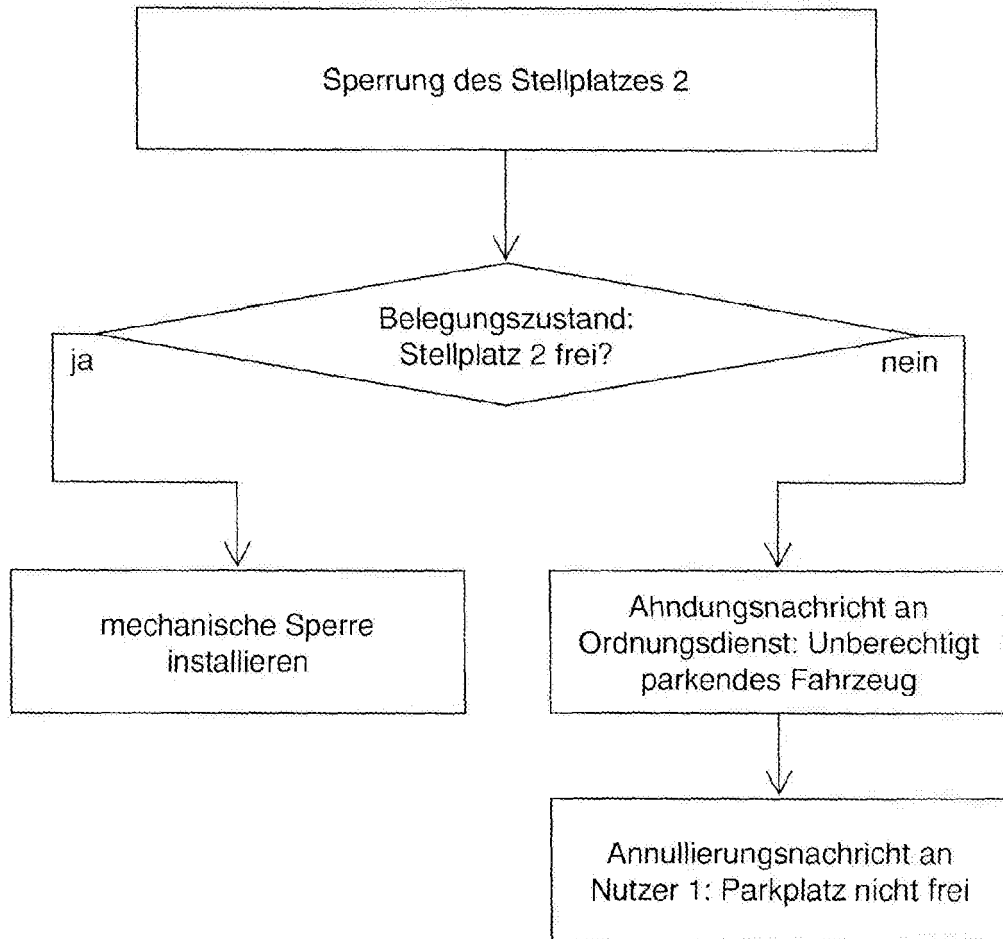 Sperrung des Stellplatzes 2
Belegungszustand:
Stellplatz 2 frei?
ja
nein
mechanische Sperre
installieren
Ahndungsnachricht an
Ordnungsdienst: Unberechtigt
parkendes Fahrzeug
Annullierungsnachricht an
Nutzer 1: Parkplatz nicht frei